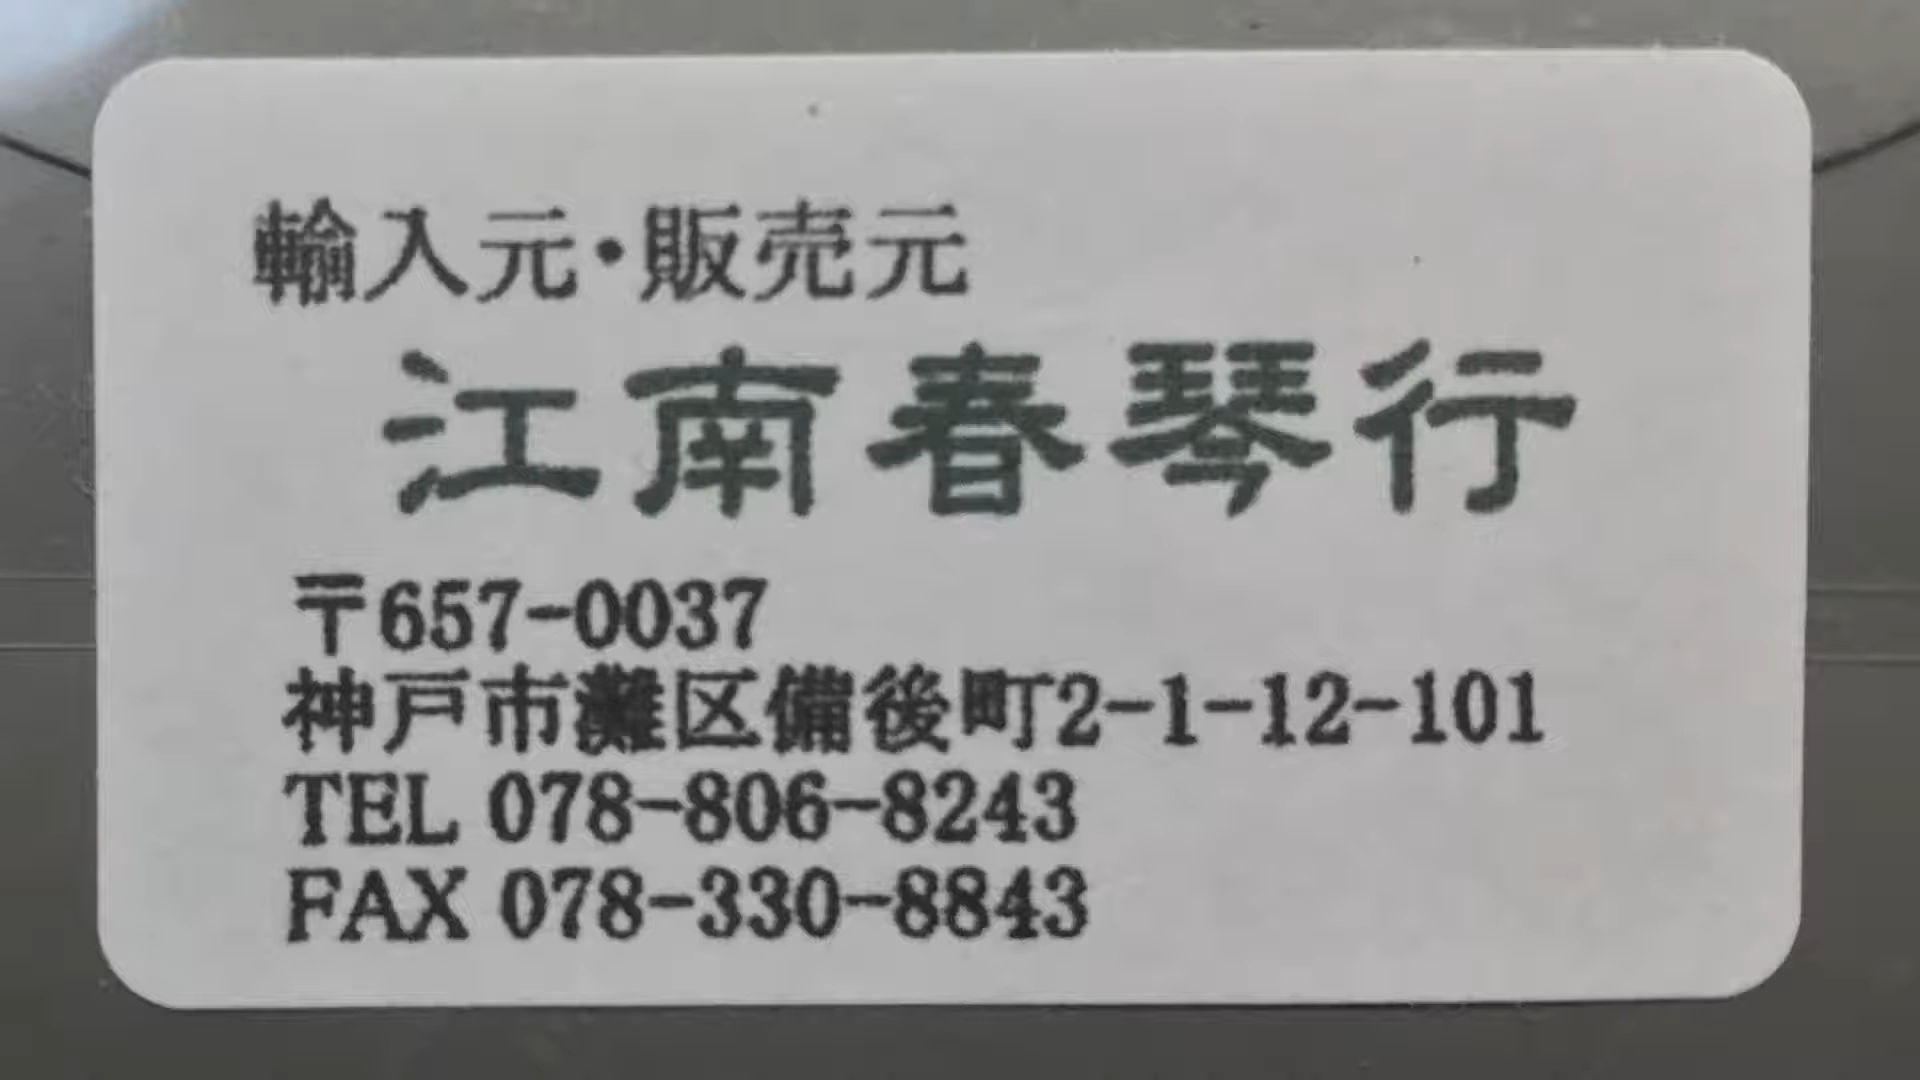 輸入元・販売元
江南春琴行
〒657-0037
神戸市灘区備後町2-1-12-101
TEL 078-806-8243
FAX 078-330-8843